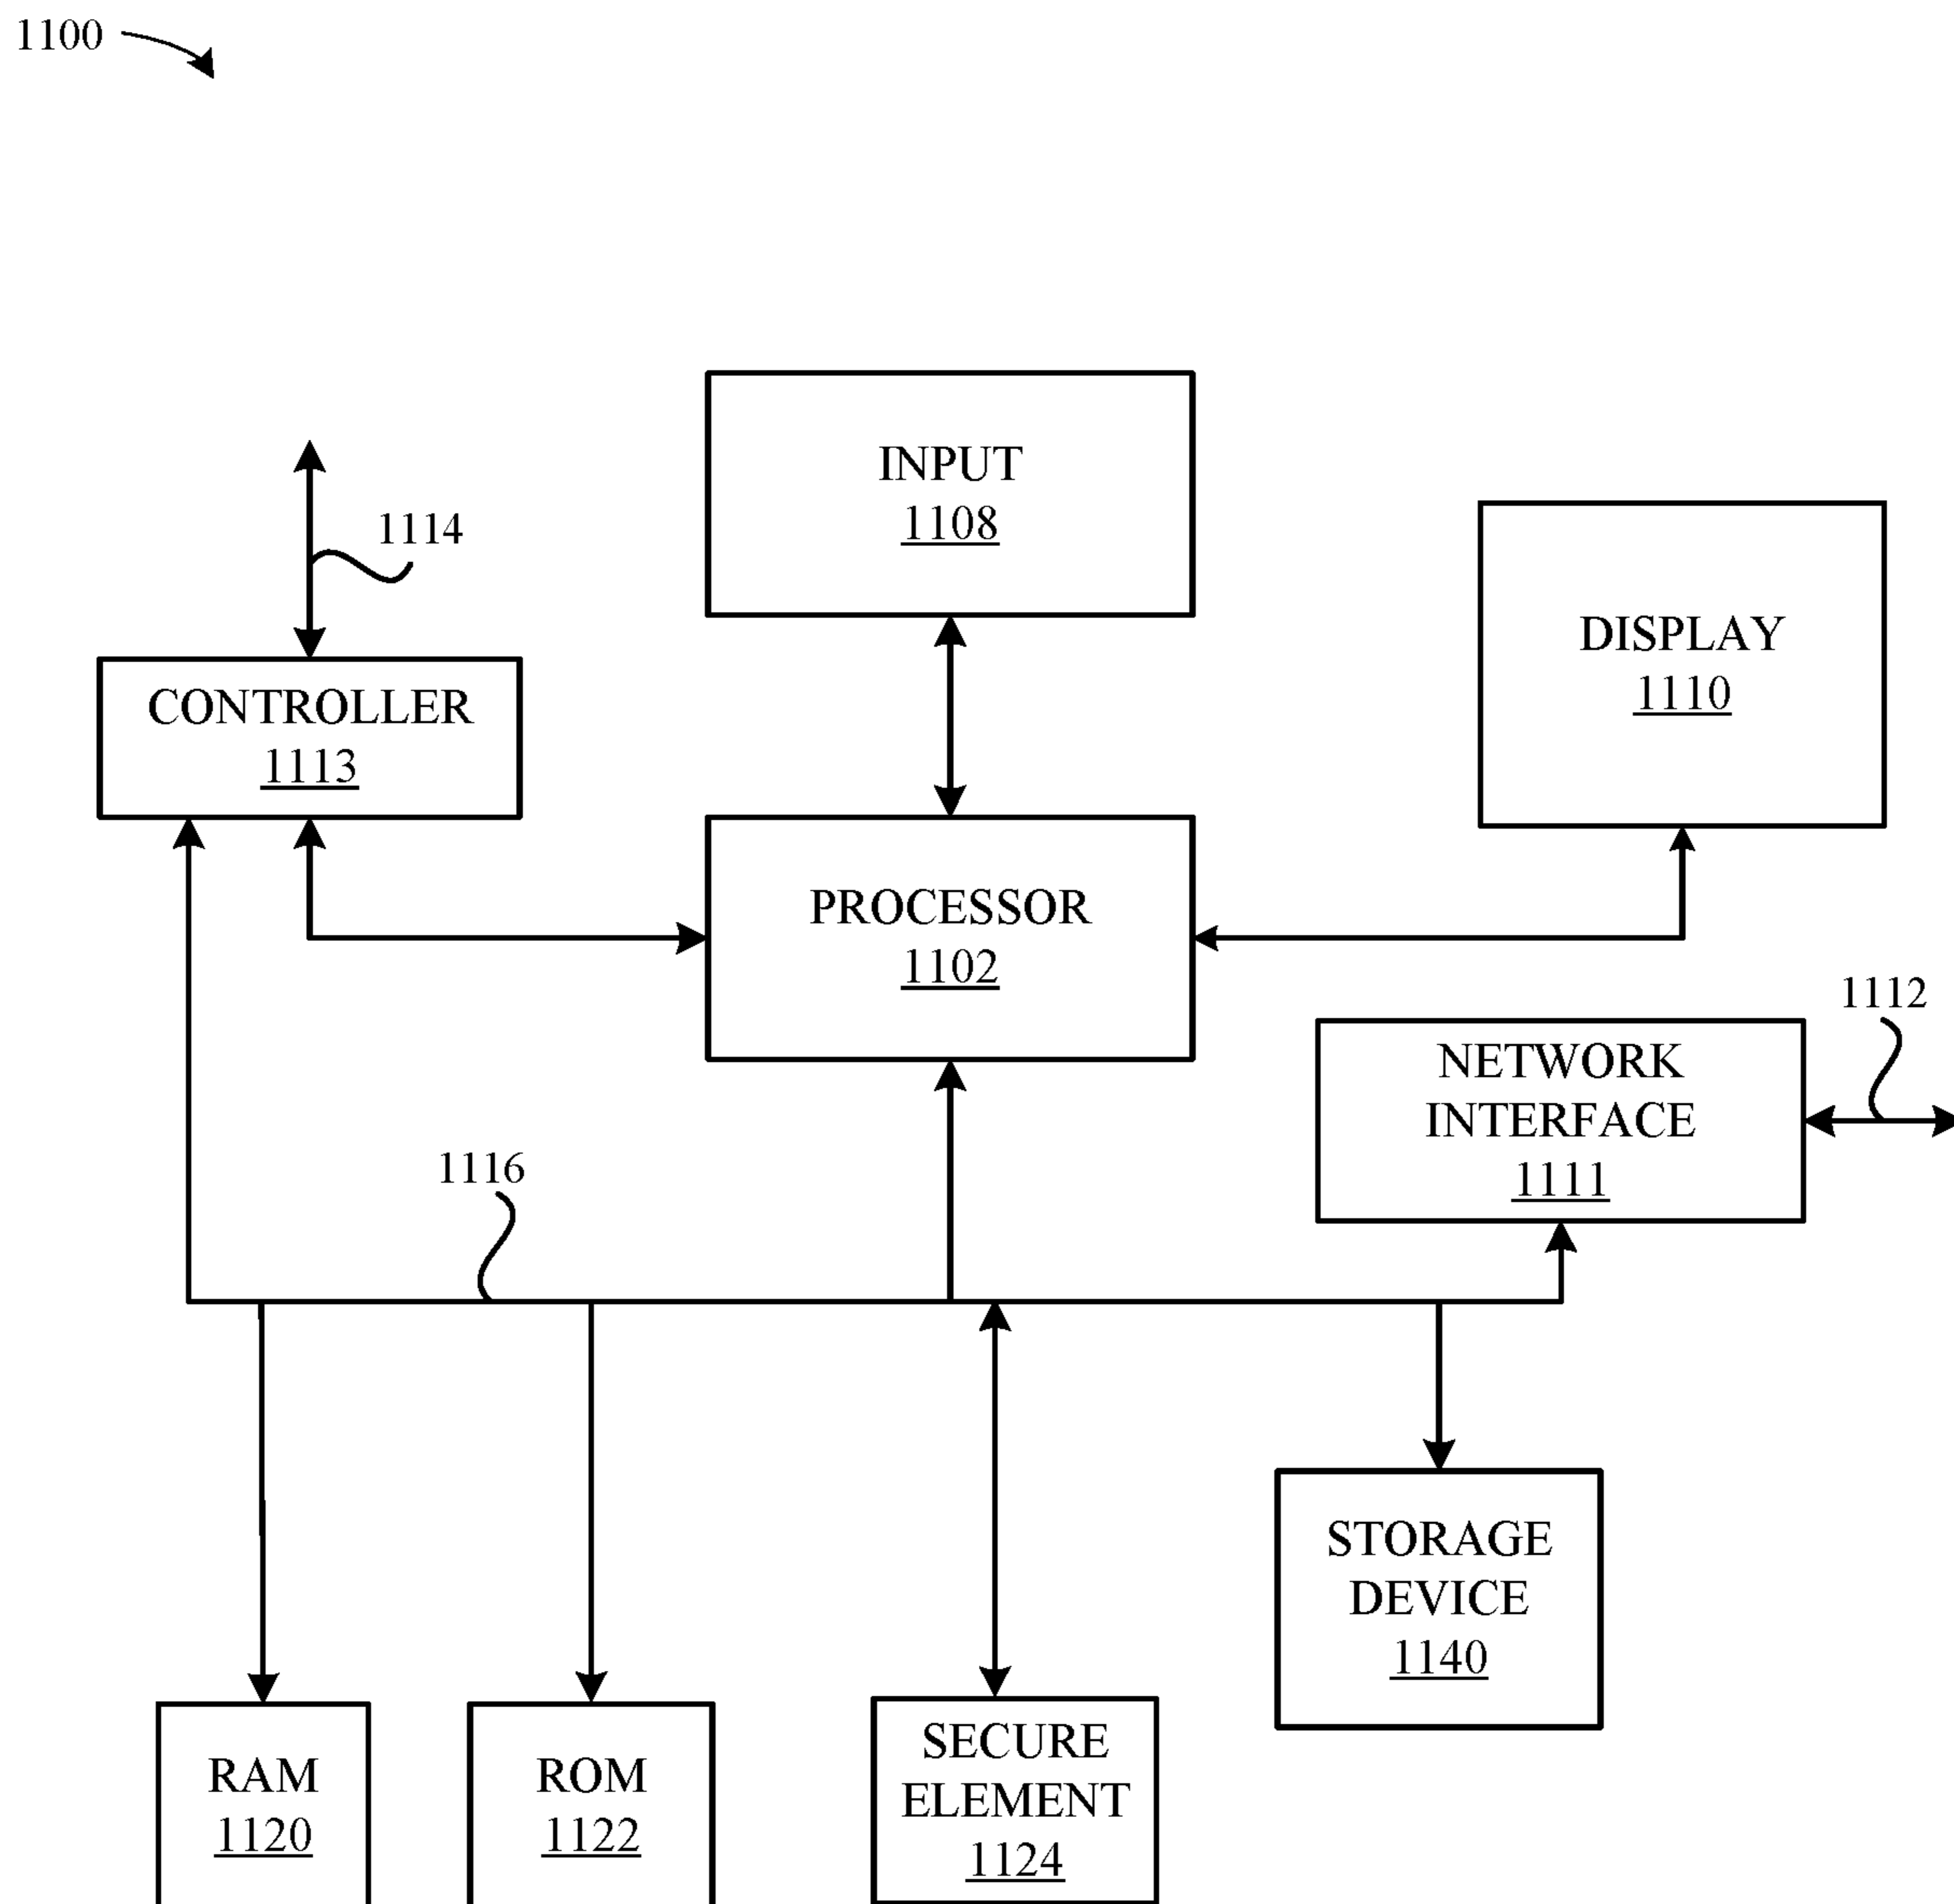 1100
INPUT
1108
1114
DISPLAY
1110
CONTROLLER
1113
PROCESSOR
1102
1112
NETWORK
INTERFACE
1111
1116
STORAGE
DEVICE
1140
RAM
1120
ROM
1122
SECURE
ELEMENT
1124